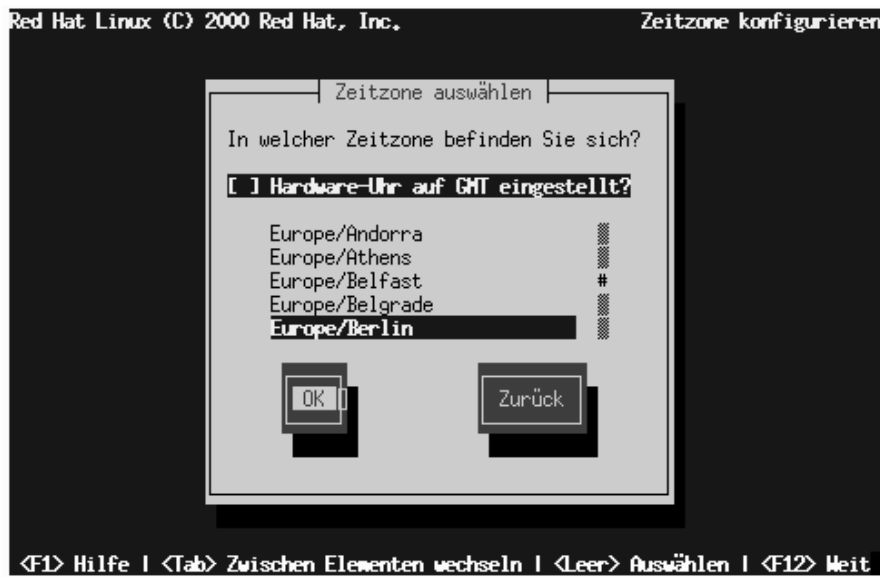 Red Hat Linux (C) 2000 Red Hat, Inc. Zeitzone konfigurieren
Zeitzone auswählen
In welcher Zeitzone befinden Sie sich?
[ ] Hardware-Uhr auf GMT eingestellt?
Europe/Andorra
Europe/Athens
Europe/Belfast #
Europe/Belgrade
Europe/Berlin
OK Zurück
<F1> Hilfe | <Tab> Zwischen Elementen wechseln | <Leer> Auswählen | <F12> Weit